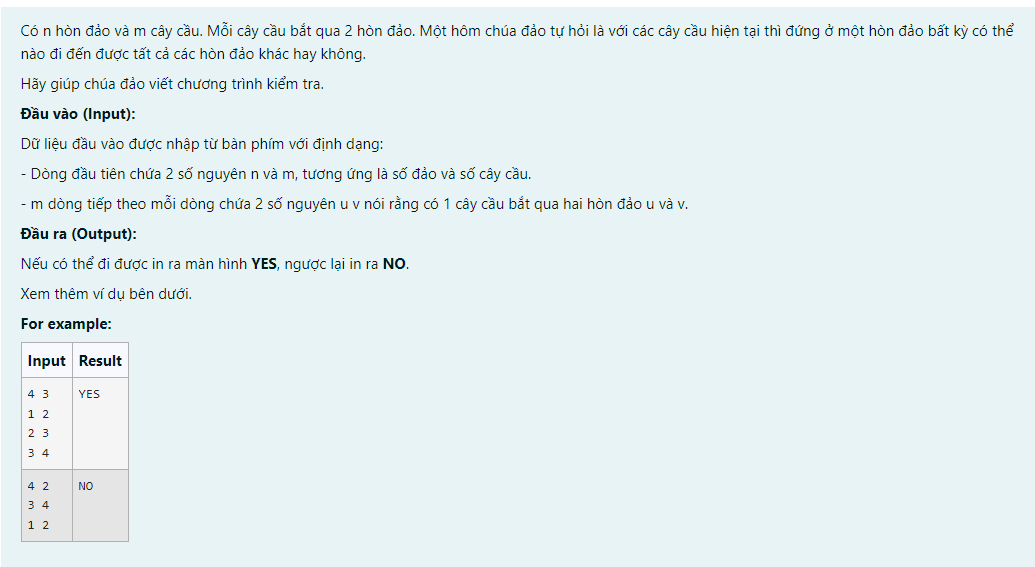 Có n hòn đảo và m cây cầu. Mỗi cây cầu bắt qua 2 hòn đảo. Một hôm chúa đảo tự hỏi là với các cây cầu hiện tại thì đứng ở một hòn đảo bất kỳ có thể
nào đi đến được tất cả các hòn đảo khác hay không.
Hãy giúp chúa đảo viết chương trình kiểm tra.
Đầu vào (Input):
Dữ liệu đầu vào được nhập từ bàn phím với định dạng:
- Dòng đầu tiên chứa 2 số nguyên n và m, tương ứng là số đảo và số cây cầu.
- m dòng tiếp theo mỗi dòng chứa 2 số nguyên u v nói rằng có 1 cây cầu bắt qua hai hòn đảo u và v.
Đầu ra (Output):
Nếu có thể đi được in ra màn hình YES, ngược lại in ra NO.
Xem thêm ví dụ bên dưới.
For example:
Input Result
4 3 YES
1 2
2 3
3 4
4 2 NO
3 4
1 2